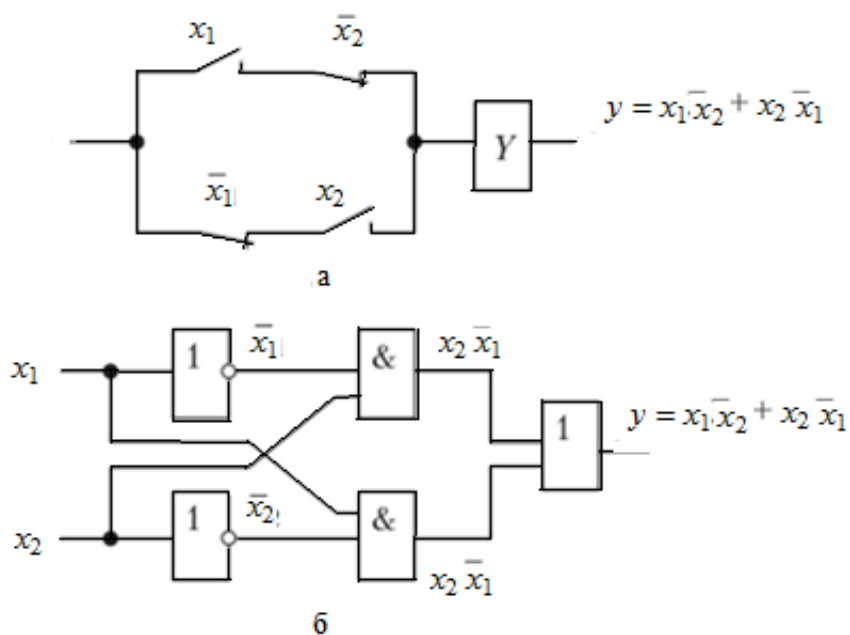 x₁ x̄₂
y = x₁x̄₂ + x₂x̄₁
Y
x̄₁ x₂
а
x̄₁ x₂x̄₁
1 &
x₁
y = x₁x̄₂ + x₂x̄₁
1
x̄₂
1 &
x₂
x₂x̄₁
б